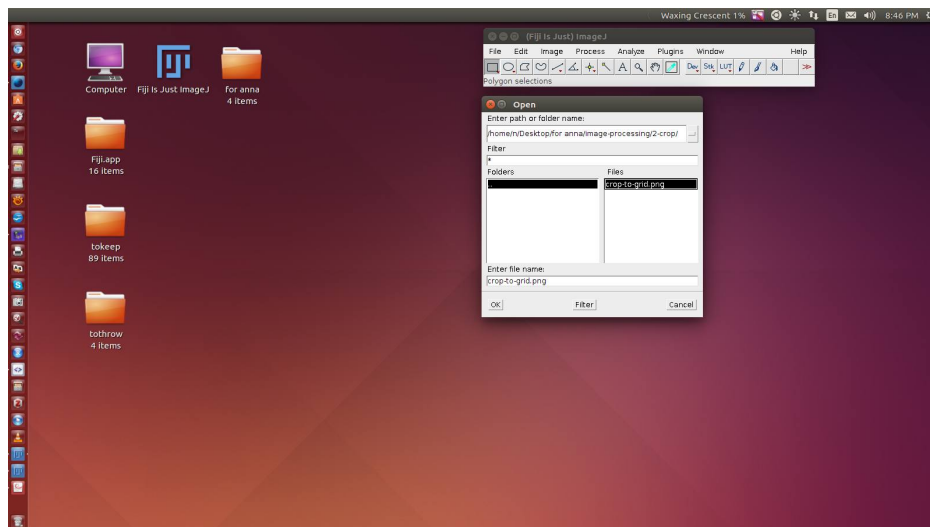 Waxing Crescent 1% En 8:46 PM
(Fiji Is Just) ImageJ
File Edit Image Process Analyze Plugins Window Help
A Dev Stk LUT >>
Polygon selections
Computer
Fiji Is Just ImageJ
for anna
4 items
Fiji.app
16 items
tokeep
89 items
tothrow
4 items
Open
Enter path or folder name:
/home/n/Desktop/for anna/image-processing/2-crop/
Filter
*
Folders Files
.. crop-to-grid.png
Enter file name:
crop-to-grid.png
OK Filter Cancel